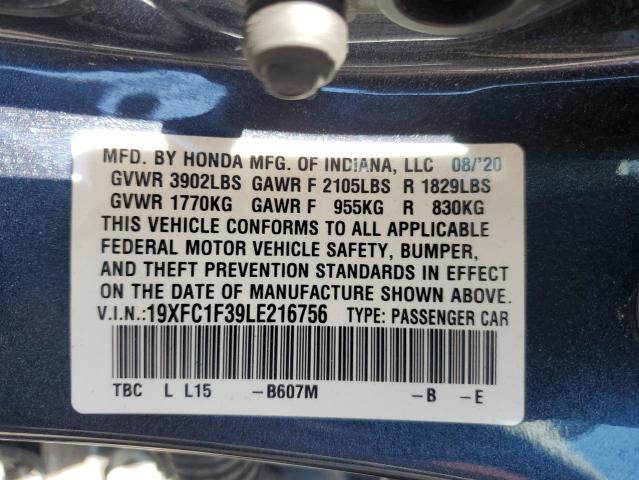 MFD. BY HONDA MFG. OF INDIANA, LLC 08/'20
GVWR 3902LBS GAWR F 2105LBS R 1829LBS
GVWR 1770KG GAWR F 955KG R 830KG
THIS VEHICLE CONFORMS TO ALL APPLICABLE
FEDERAL MOTOR VEHICLE SAFETY, BUMPER,
AND THEFT PREVENTION STANDARDS IN EFFECT
ON THE DATE OF MANUFACTURE SHOWN ABOVE.
V.I.N.:19XFC1F39LE216756 TYPE: PASSENGER CAR
TBC L L15 -B607M -B -E